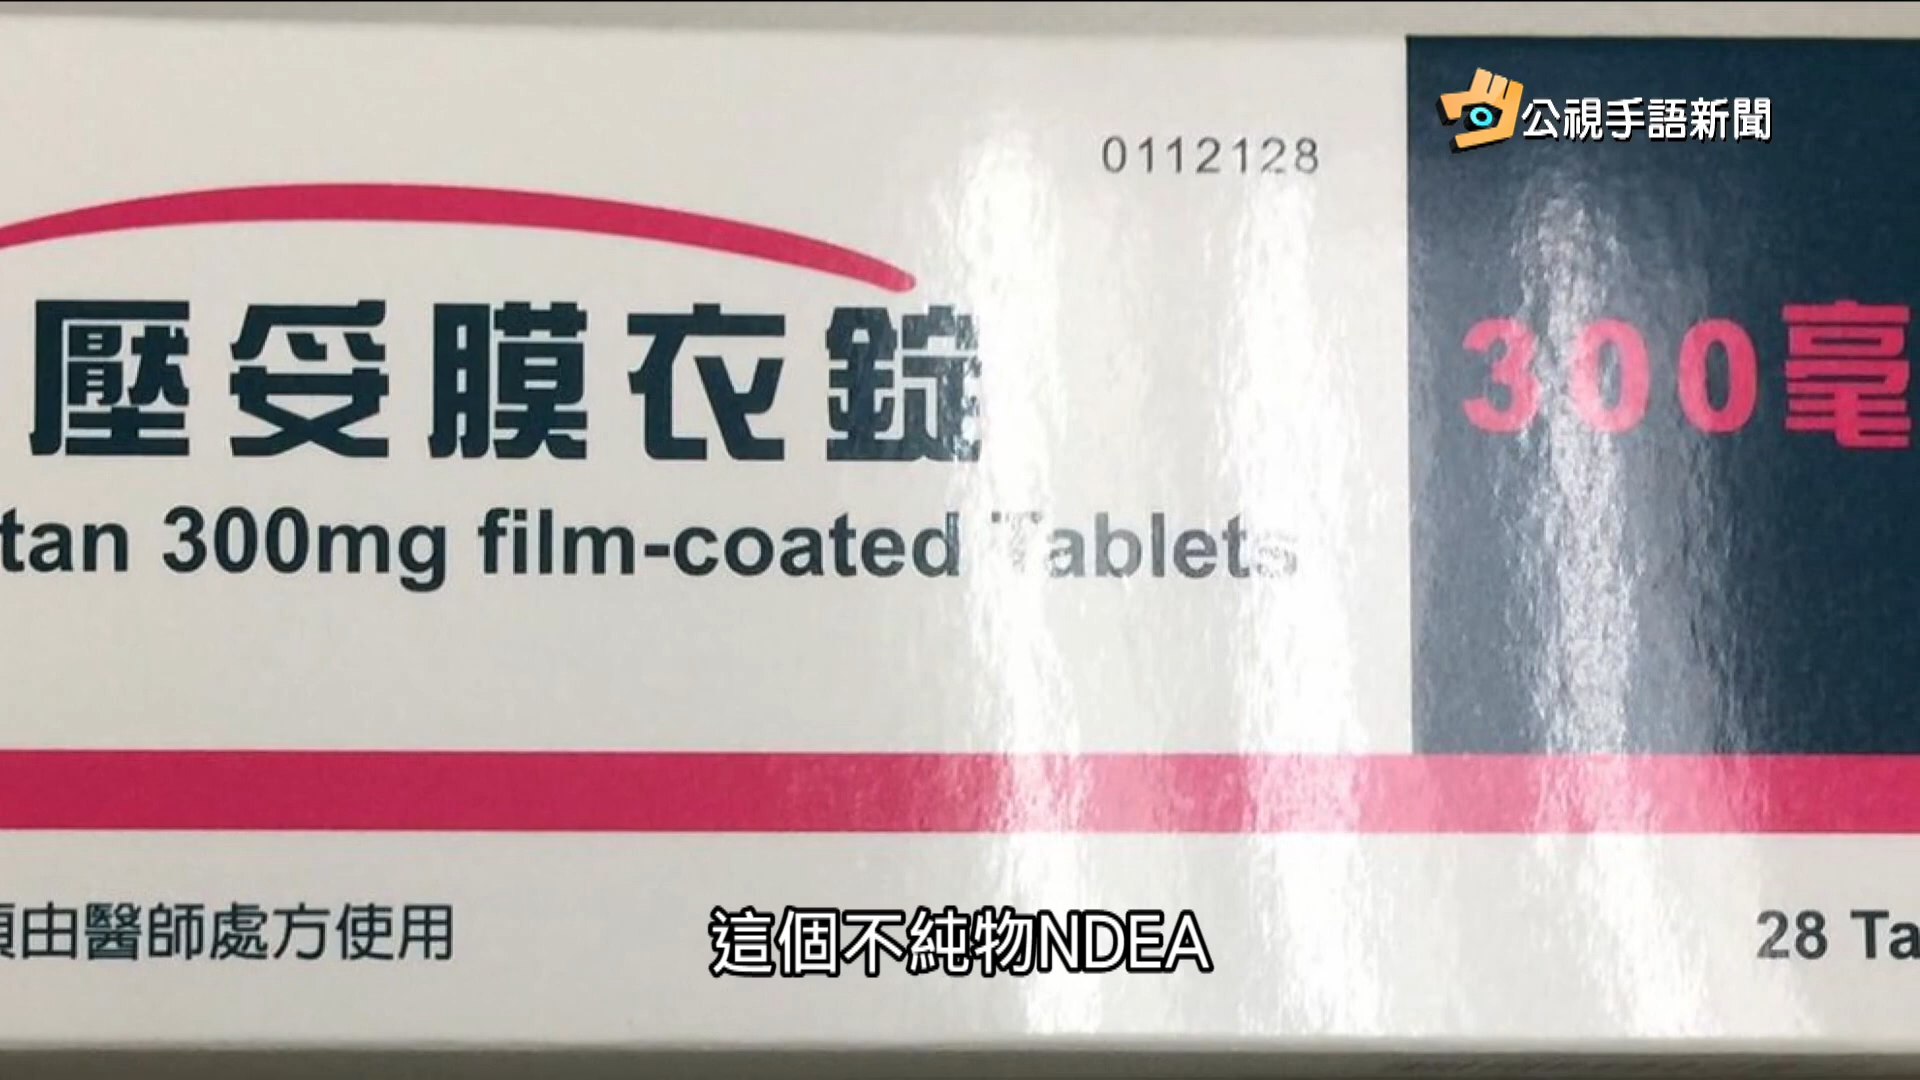 公視手語新聞
0112128
壓妥膜衣錠
300毫
tan 300mg film-coated Tablets
須由醫師處方使用
28 Ta
這個不純物NDEA